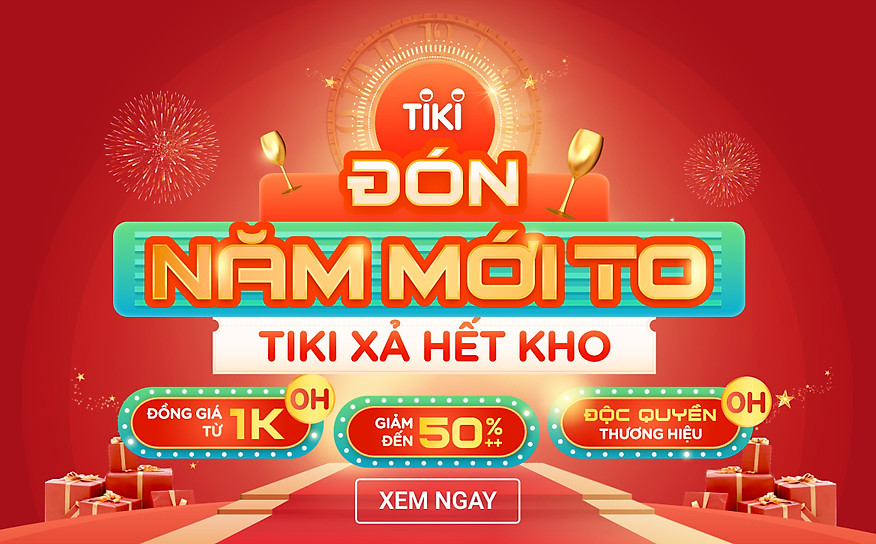 TIKI
ĐÓN
NĂM MỚI TO
TIKI XẢ HẾT KHO
ĐỒNG GIÁ
TỪ 1K
0H
GIẢM
ĐẾN 50%++
ĐỘC QUYỀN
THƯƠNG HIỆU
0H
XEM NGAY